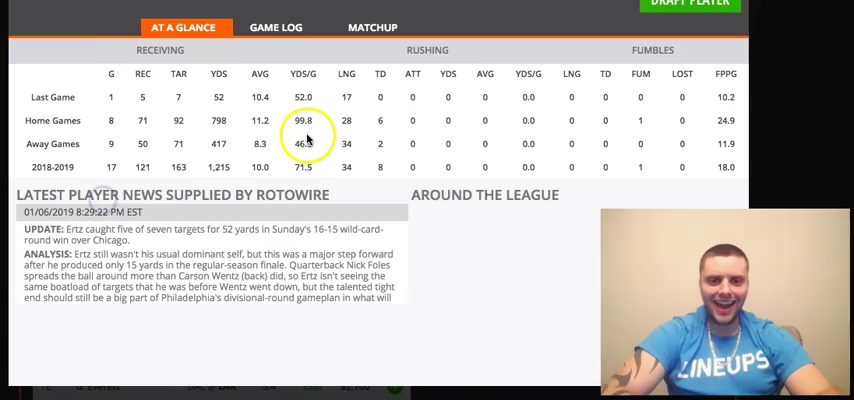 DRAFT PLAYER
AT A GLANCE GAME LOG MATCHUP
RECEIVING RUSHING FUMBLES
G REC TAR YDS AVG YDS/G LNG TD ATT YDS AVG YDS/G LNG TD FUM LOST FPPG
Last Game 1 5 7 52 10.4 52.0 17 0 0 0 0 0.0 0 0 0 0 10.2
Home Games 8 71 92 798 11.2 99.8 28 6 0 0 0 0.0 0 0 1 0 24.9
Away Games 9 50 71 417 8.3 34 2 0 0 0 0.0 0 0 0 0 11.9
2018-2019 17 121 163 1,215 10.0 71.5 34 8 0 0 0 0.0 0 0 1 0 18.0
LATEST PLAYER NEWS SUPPLIED BY ROTOWIRE AROUND THE LEAGUE
01/06/2019 8:29:22 PM EST
UPDATE: Ertz caught five of seven targets for 52 yards in Sunday's 16-15 wild-card-
round win over Chicago.
ANALYSIS: Ertz still wasn't his usual dominant self, but this was a major step forward
after he produced only 15 yards in the regular-season finale. Quarterback Nick Foles
spreads the ball around more than Carson Wentz (back) did, so Ertz isn't seeing the
same boatload of targets that he was before Wentz went down, but the talented tight
end should still be a big part of Philadelphia's divisional-round gameplan in what will
LINEUPS